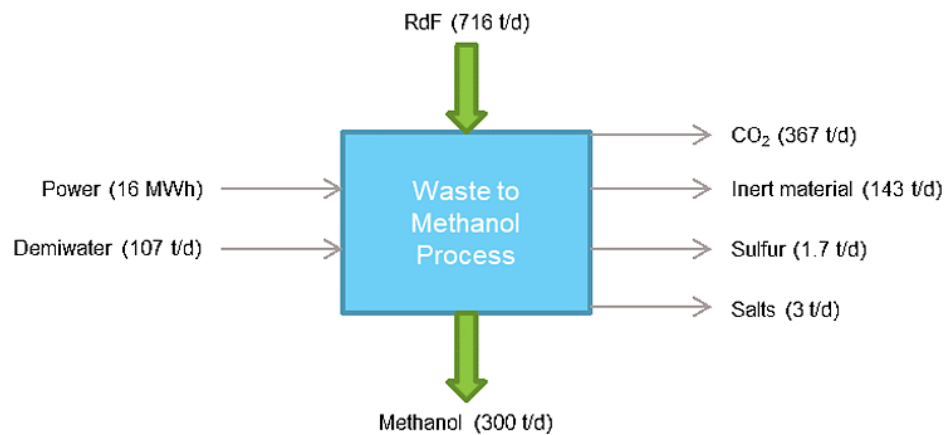 RdF (716 t/d)
CO₂ (367 t/d)
Power (16 MWh)
Waste to
Methanol
Process
Inert material (143 t/d)
Demiwater (107 t/d)
Sulfur (1.7 t/d)
Salts (3 t/d)
Methanol (300 t/d)